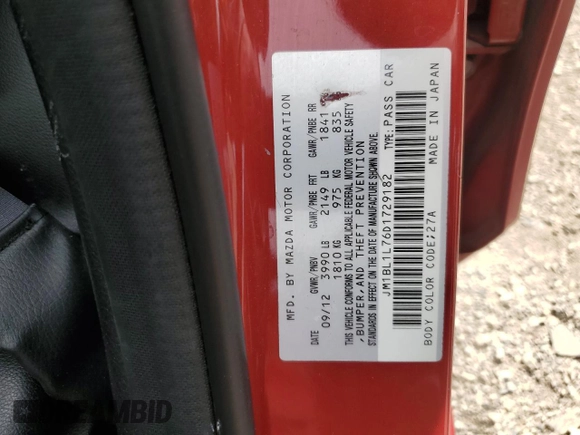 MFD. BY MAZDA MOTOR CORPORATION
DATE GVWR/PNBV GAWR/PNBE FRT GAWR/PNBE RR
09/12 3990 LB 2149 LB 1841
1810 KG 975 KG 835
THIS VEHICLE CONFORMS TO ALL APPLICABLE FEDERAL MOTOR VEHICLE SAFETY
,BUMPER,AND THEFT PREVENTION
STANDARDS IN EFFECT ON THE DATE OF MANUFACTURE SHOWN ABOVE.
JM1BL1L76D1729182 TYPE:PASS CAR
BODY COLOR CODE;27A MADE IN JAPAN